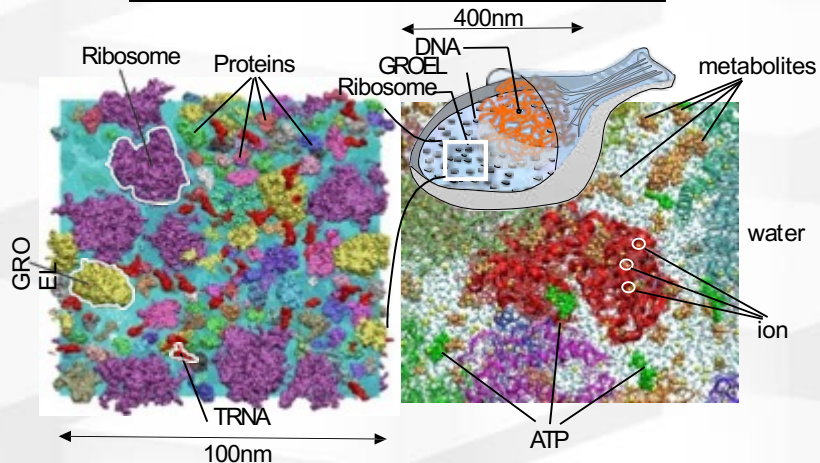 400nm
DNA
GROEL
Ribosome
Ribosome
Proteins
metabolites
water
GRO
EL
ion
TRNA
ATP
100nm